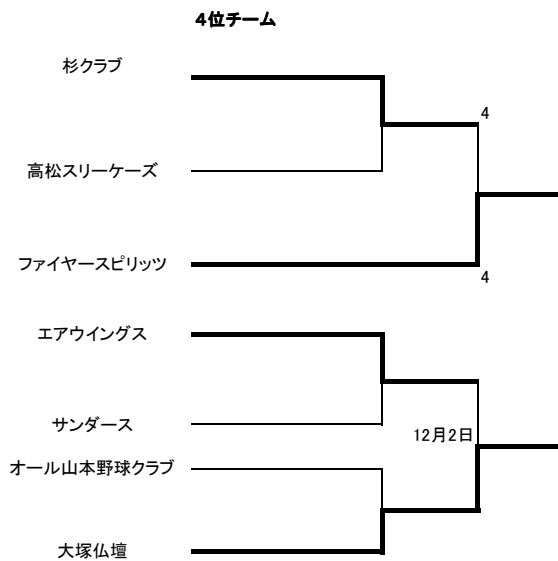 4位チーム
杉クラブ
4
高松スリーケーズ
ファイヤースピリッツ
4
エアウイングス
サンダース
12月2日
オール山本野球クラブ
大塚仏壇